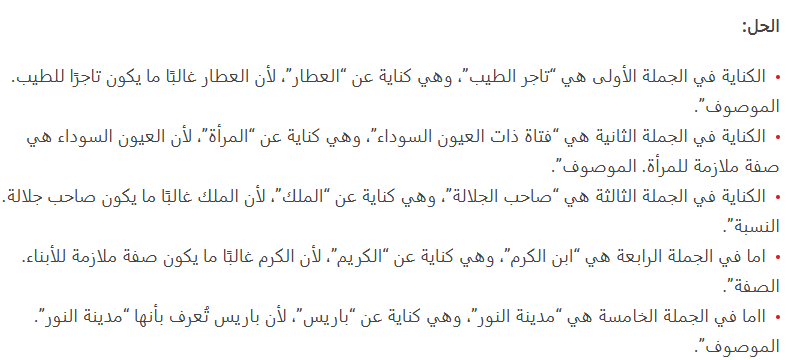 الحل:
الكناية في الجملة الأولى هي “تاجر الطيب”، وهي كناية عن “العطار”، لأن العطار غالبًا ما يكون تاجرًا للطيب.
الموصوف”.
الكناية في الجملة الثانية هي “فتاة ذات العيون السوداء”، وهي كناية عن “المرأة”، لأن العيون السوداء هي
صفة ملازمة للمرأة. الموصوف”.
الكناية في الجملة الثالثة هي “صاحب الجلالة”، وهي كناية عن “الملك”، لأن الملك غالبًا ما يكون صاحب جلالة.
النسبة”.
اما في الجملة الرابعة هي “ابن الكرم”، وهي كناية عن “الكريم”، لأن الكرم غالبًا ما يكون صفة ملازمة للأبناء.
الصفة”.
ااما في الجملة الخامسة هي “مدينة النور”، وهي كناية عن “باريس”، لأن باريس تُعرف بأنها “مدينة النور”.
الموصوف”.